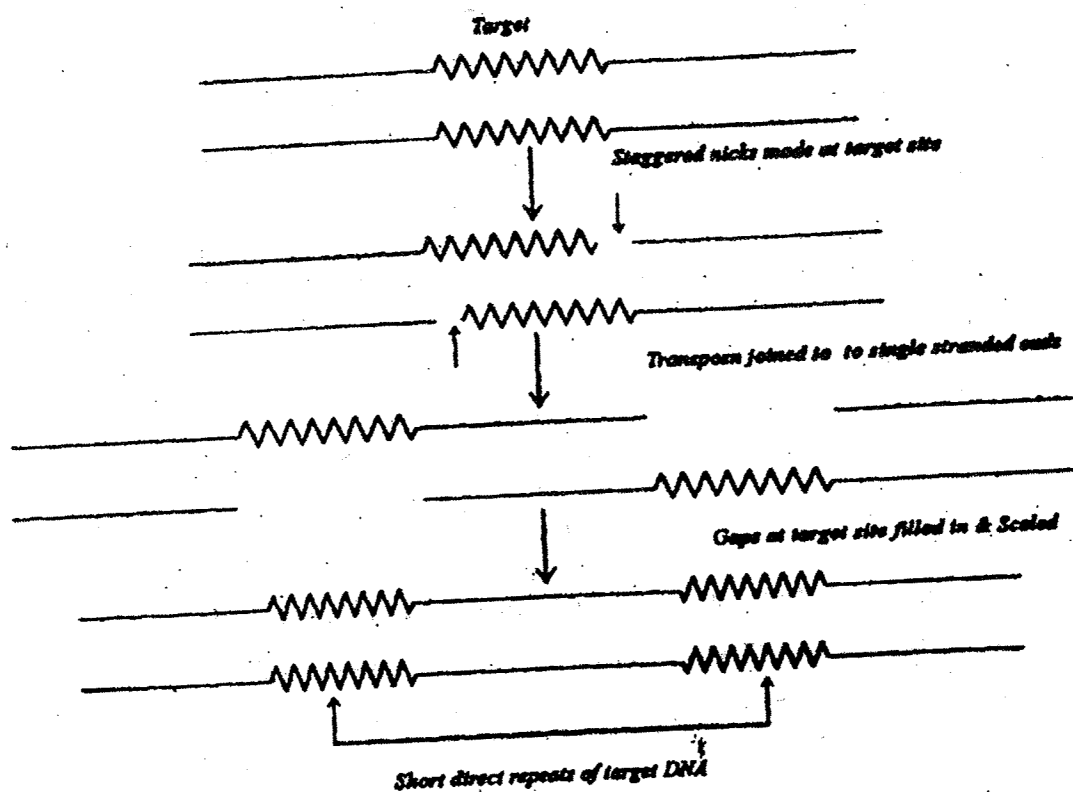 Target
Staggered nicks made at target site
Transposn joined to to single stranded ends
Gaps at target site filled in & Sealed
Short direct repeats of target DNA